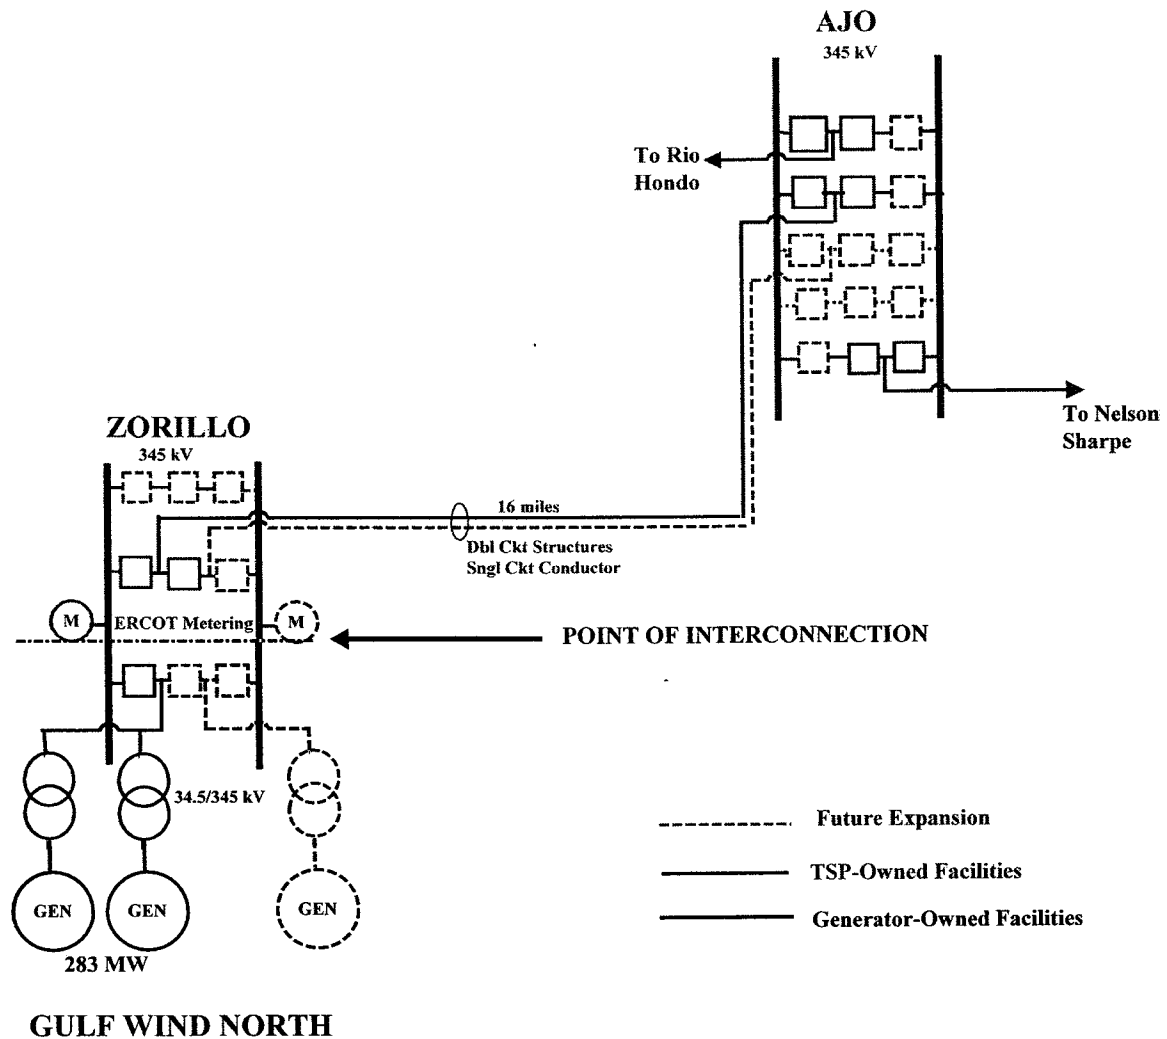 AJO
345 kV
To Rio
Hondo
To Nelson
Sharpe
ZORILLO
345 kV
16 miles
Dbl Ckt Structures
Sngl Ckt Conductor
M
ERCOT Metering
M
POINT OF INTERCONNECTION
34.5/345 kV
Future Expansion
TSP-Owned Facilities
GEN
GEN
GEN
Generator-Owned Facilities
283 MW
GULF WIND NORTH